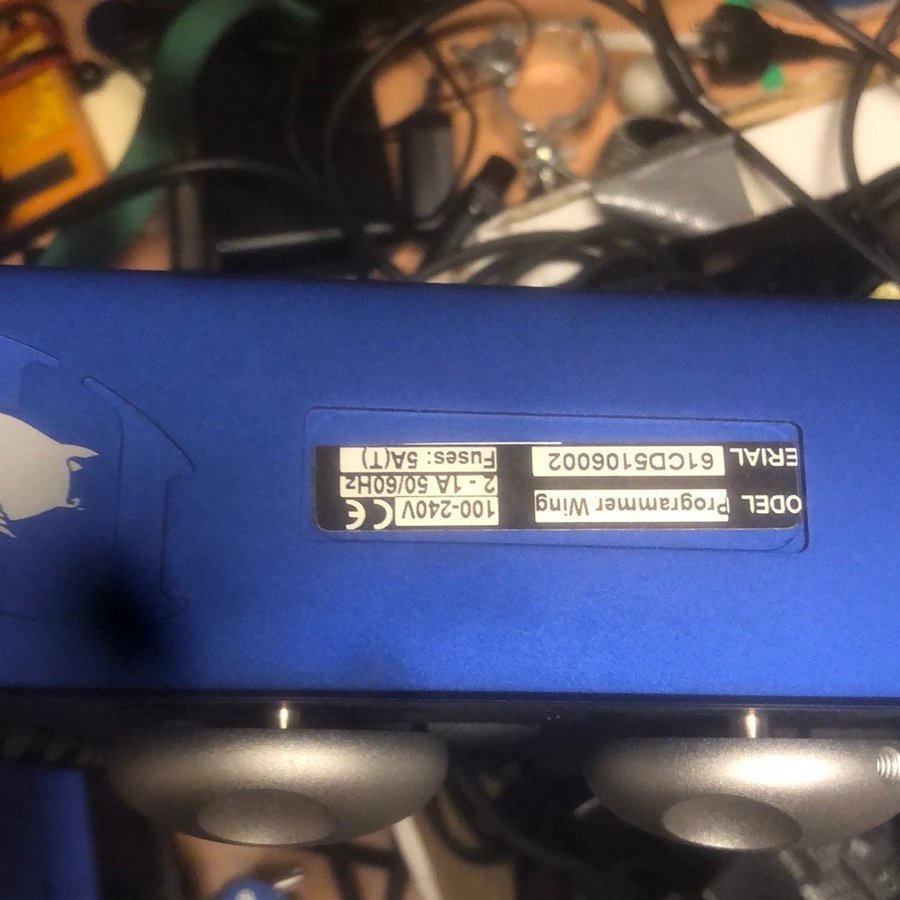 ODEL Programmer Wing
ERIAL 61CD5106002
100-240V CE
2 - 1A 50/60Hz
Fuses: 5A(T)